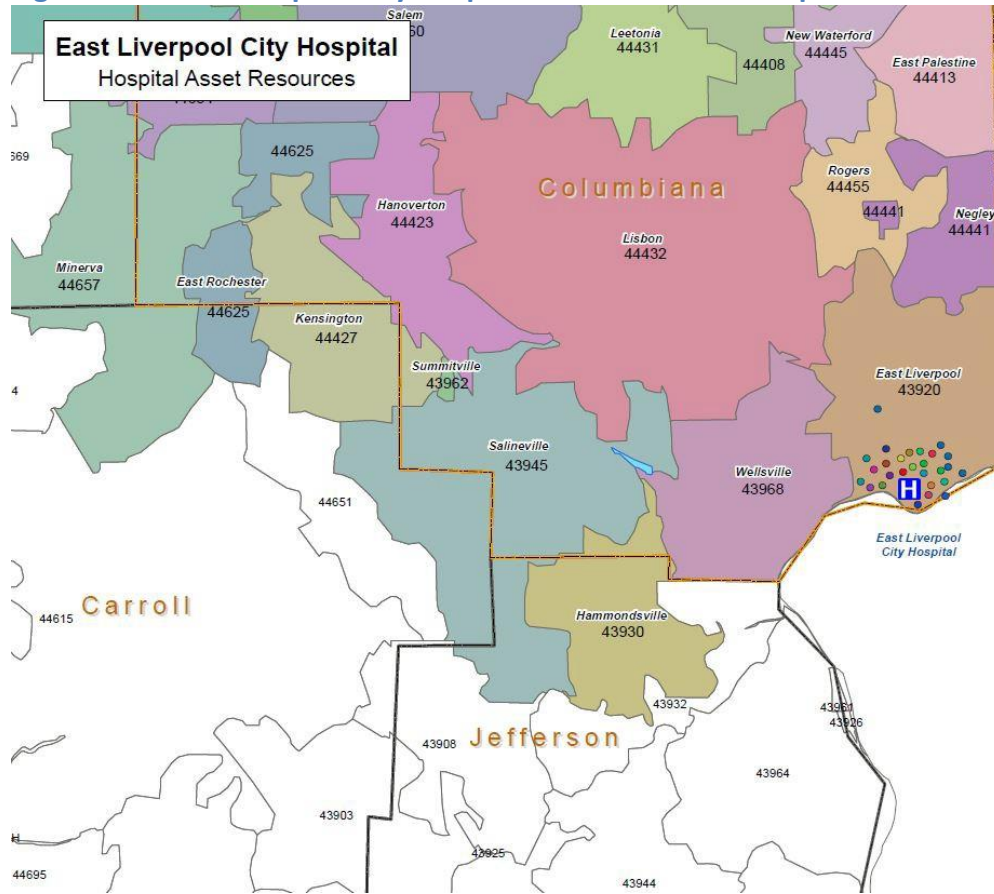 East Liverpool City Hospital
Hospital Asset Resources
Salem
Leetonia
44431
44408
New Waterford
44445
East Palestine
44413
44625
Columbiana
Rogers
44455
Hanoverton
44423
44441
Negley
44441
Lisbon
44432
Minerva
44657
East Rochester
44625
Kensington
44427
Summitville
43962
East Liverpool
43920
Salineville
43945
Wellsville
43968
H
44651
East Liverpool
City Hospital
Carroll
44615
Hammondsville
43930
43932
43961
43926
43908
Jefferson
43964
43903
43925
44695
43944